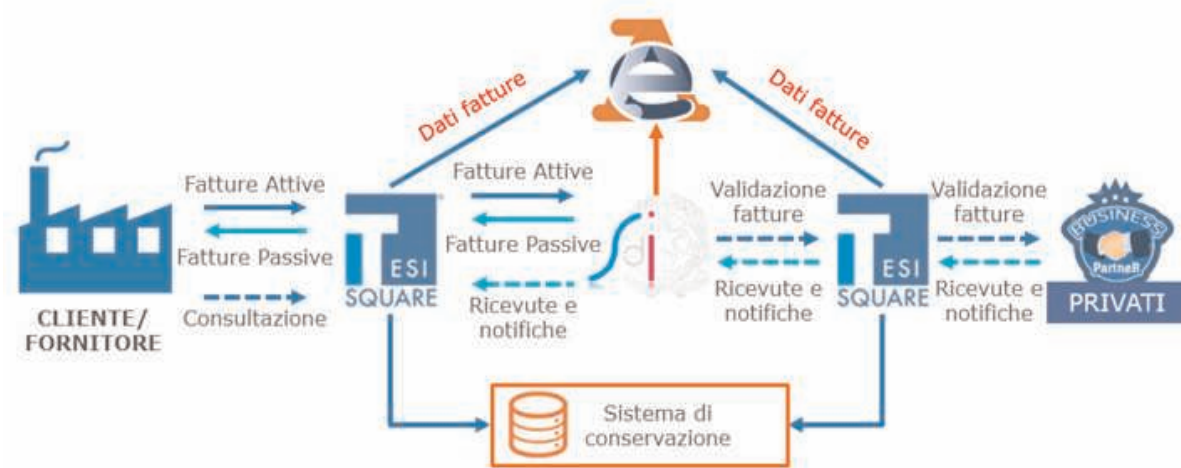 Dati fatture
Dati fatture
Fatture Attive
Fatture Passive
Consultazione
CLIENTE/
FORNITORE
ESI
SQUARE
Fatture Attive
Fatture Passive
Ricevute e
notifiche
e
Validazione
fatture
Ricevute e
notifiche
ESI
SQUARE
Validazione
fatture
Ricevute e
notifiche
BUSINESS
PartneR
PRIVATI
Sistema di
conservazione